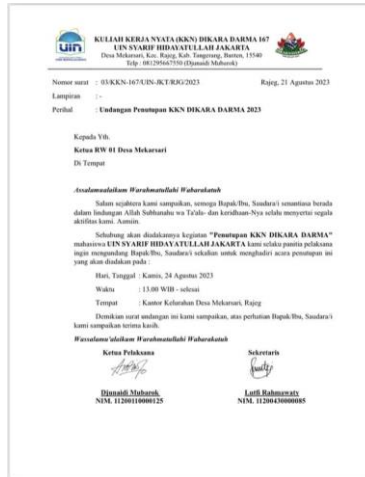 KULIAH KERJA NYATA (KKN) DIKARA DARMA 167
UIN SYARIF HIDAYATULLAH JAKARTA
Desa Mekarsari, Kec. Rajeg, Kab. Tangerang, Banten, 15540
Telp : 081295667550 (Djunaidi Mubarok)
uin
Nomor surat : 03/KKN-167/UIN-JKT/RJG/2023 Rajeg, 21 Agustus 2023
Lampiran : -
Perihal : Undangan Penutupan KKN DIKARA DARMA 2023
Kepada Yth.
Ketua RW 01 Desa Mekarsari
Di Tempat
Assalamualaikum Warahmatullahi Wabarakatuh
Salam sejahtera kami sampaikan, semoga Bapak/Ibu, Saudara/i senantiasa berada
dalam lindungan Allah Subhanahu wa Ta'ala- dan keridhaan-Nya selalu menyertai segala
aktifitas kami. Aamiin.
Sehubung akan diadakannya kegiatan "Penutupan KKN DIKARA DARMA"
mahasiswa UIN SYARIF HIDAYATULLAH JAKARTA kami selaku panitia pelaksana
ingin mengundang Bapak/Ibu, Saudara/i sekalian untuk menghadiri acara penutupan ini
yang akan diadakan pada :
Hari, Tanggal : Kamis, 24 Agustus 2023
Waktu : 13.00 WIB - selesai
Tempat : Kantor Kelurahan Desa Mekarsari, Rajeg
Demikian surat undangan ini kami sampaikan, atas perhatian Bapak/Ibu, Saudara/i
kami sampaikan terima kasih.
Wassalamu'alaikum Warahmatullahi Wabarakatuh
Ketua Pelaksana Sekretaris
Djunaidi Mubarok Lutfi Rahmawaty
NIM. 11200110000125 NIM. 11200430000085